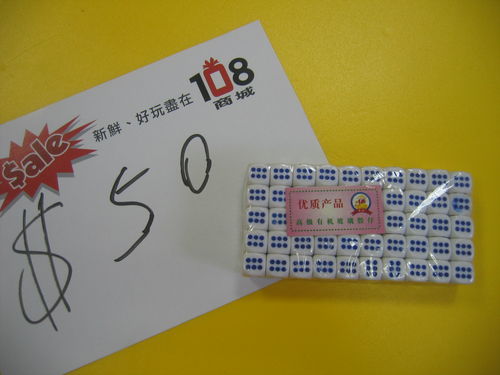 108
商城
新鮮、好玩盡在
Sale
$50
优质产品
高级有机玻璃骰仔